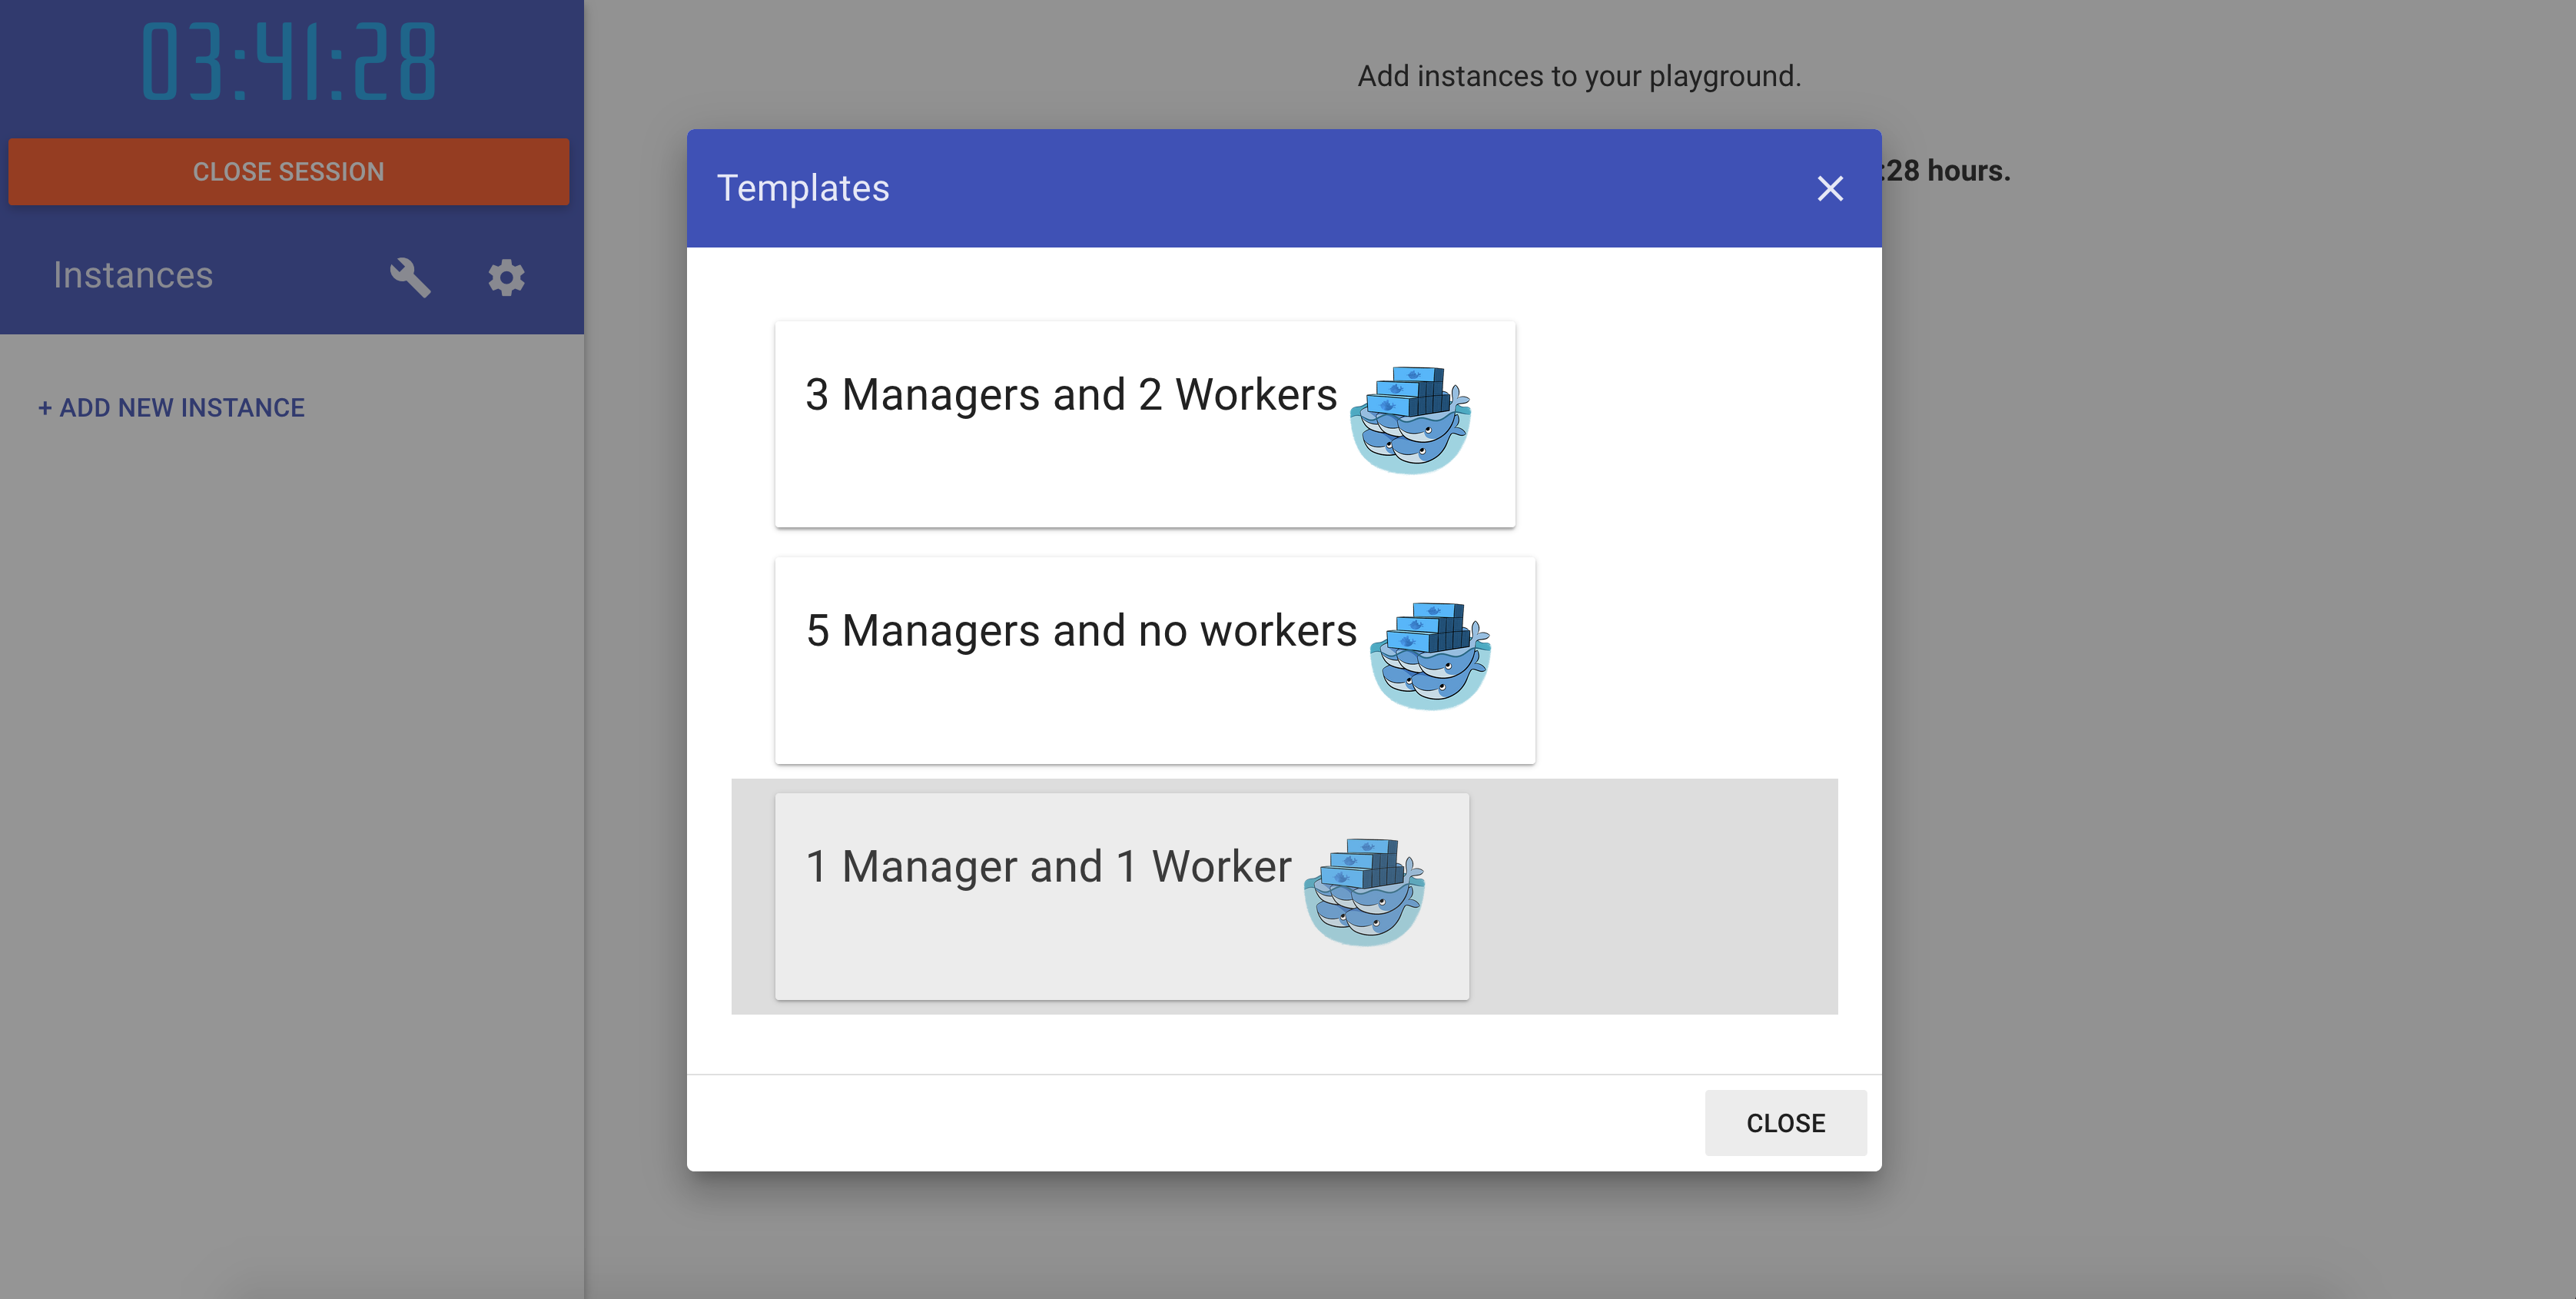 03:41:28
CLOSE SESSION
Instances
+ ADD NEW INSTANCE
Add instances to your playground.
:28 hours.
Templates
3 Managers and 2 Workers
5 Managers and no workers
1 Manager and 1 Worker
CLOSE